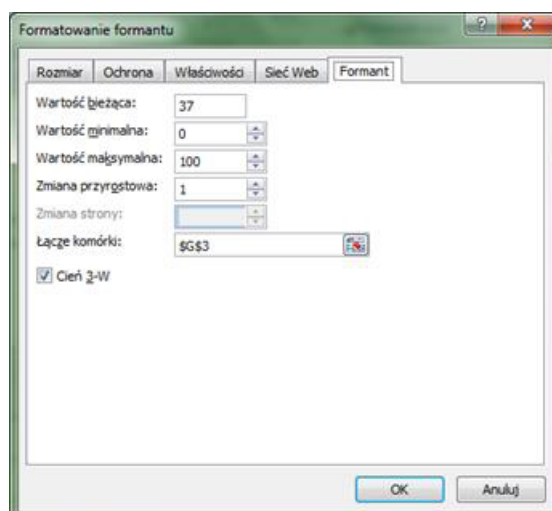 Formatowanie formantu
Rozmiar Ochrona Właściwości Sieć Web Formant
Wartość bieżąca: 37
Wartość minimalna: 0
Wartość maksymalna: 100
Zmiana przyrostowa: 1
Zmiana strony:
Łącze komórki: $G$3
Cień 3-W
OK Anuluj